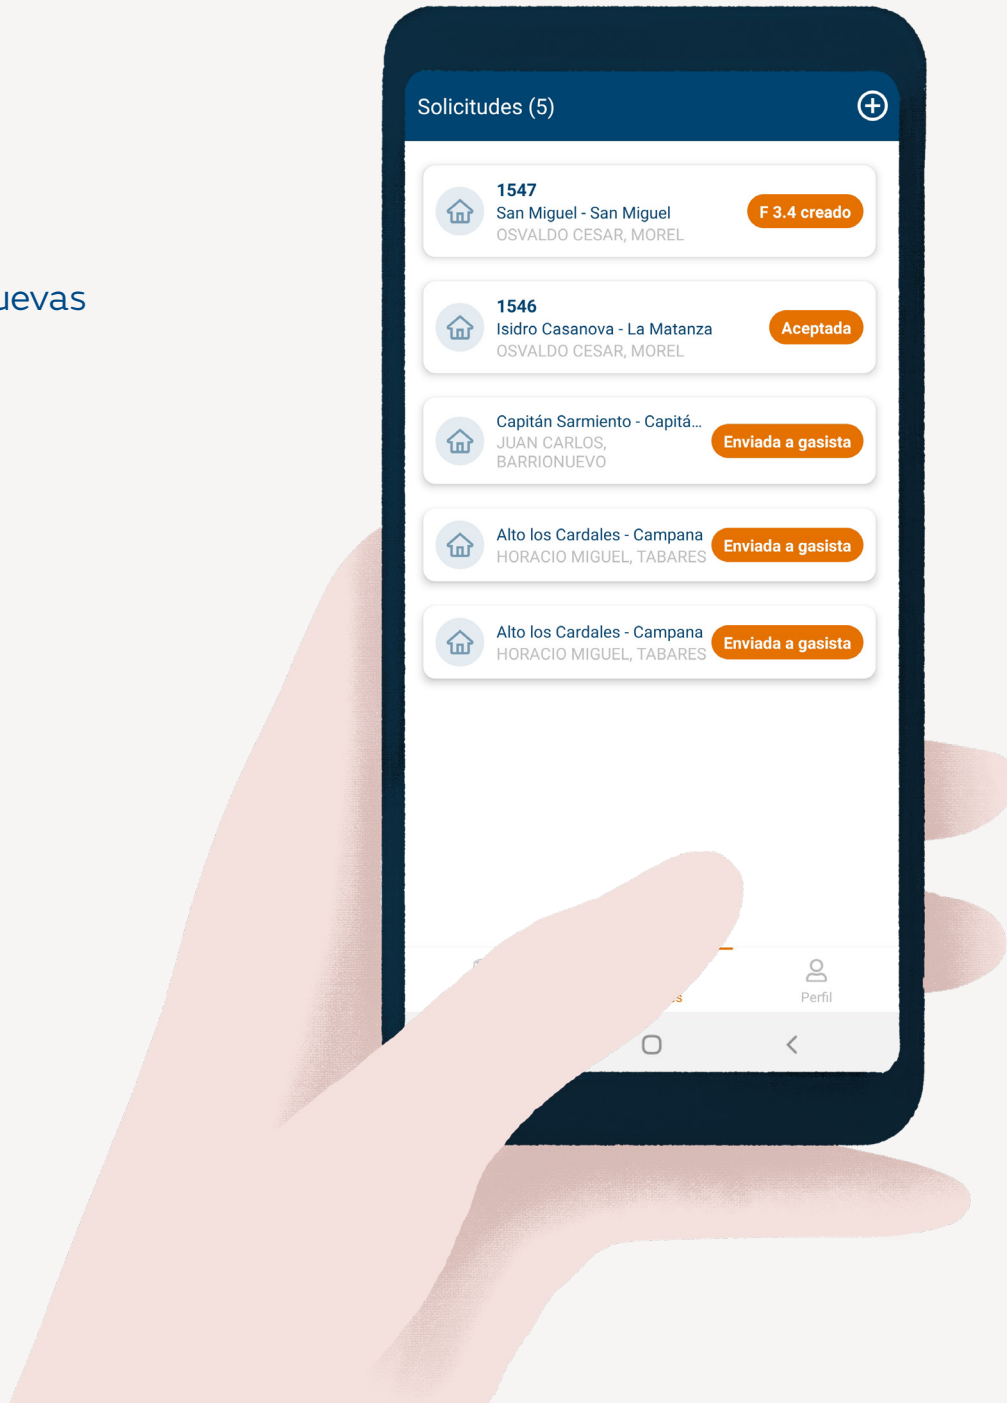 Solicitudes (5)
uevas
1547
San Miguel - San Miguel
OSVALDO CESAR, MOREL
F 3.4 creado
1546
Isidro Casanova - La Matanza
OSVALDO CESAR, MOREL
Aceptada
Capitán Sarmiento - Capitá...
JUAN CARLOS,
BARRIONUEVO
Enviada a gasista
Alto los Cardales - Campana
HORACIO MIGUEL, TABARES
Enviada a gasista
Alto los Cardales - Campana
HORACIO MIGUEL, TABARES
Enviada a gasista
Perfil